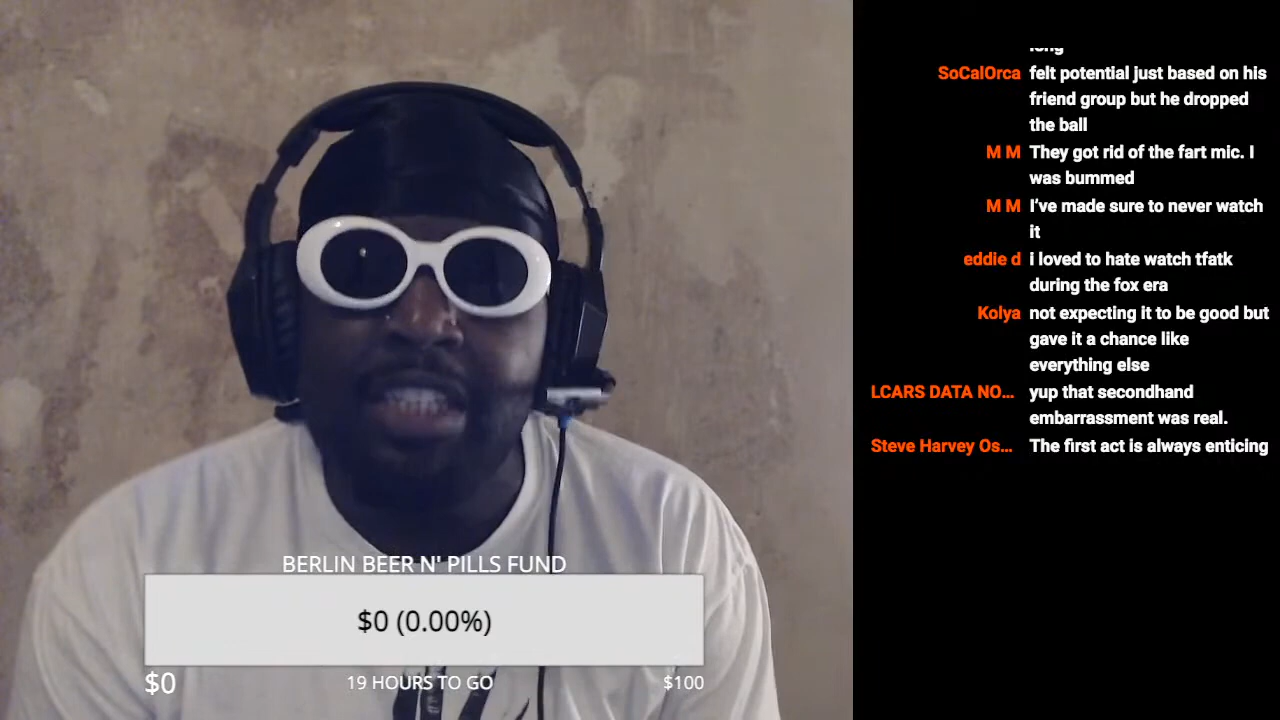 long
SoCalOrca felt potential just based on his
friend group but he dropped
the ball
M M They got rid of the fart mic. I
was bummed
M M I've made sure to never watch
it
eddie d i loved to hate watch tfatk
during the fox era
Kolya not expecting it to be good but
gave it a chance like
everything else
LCARS DATA NO... yup that secondhand
embarrassment was real.
Steve Harvey Os... The first act is always enticing
BERLIN BEER N' PILLS FUND
$0 (0.00%)
$0 19 HOURS TO GO $100